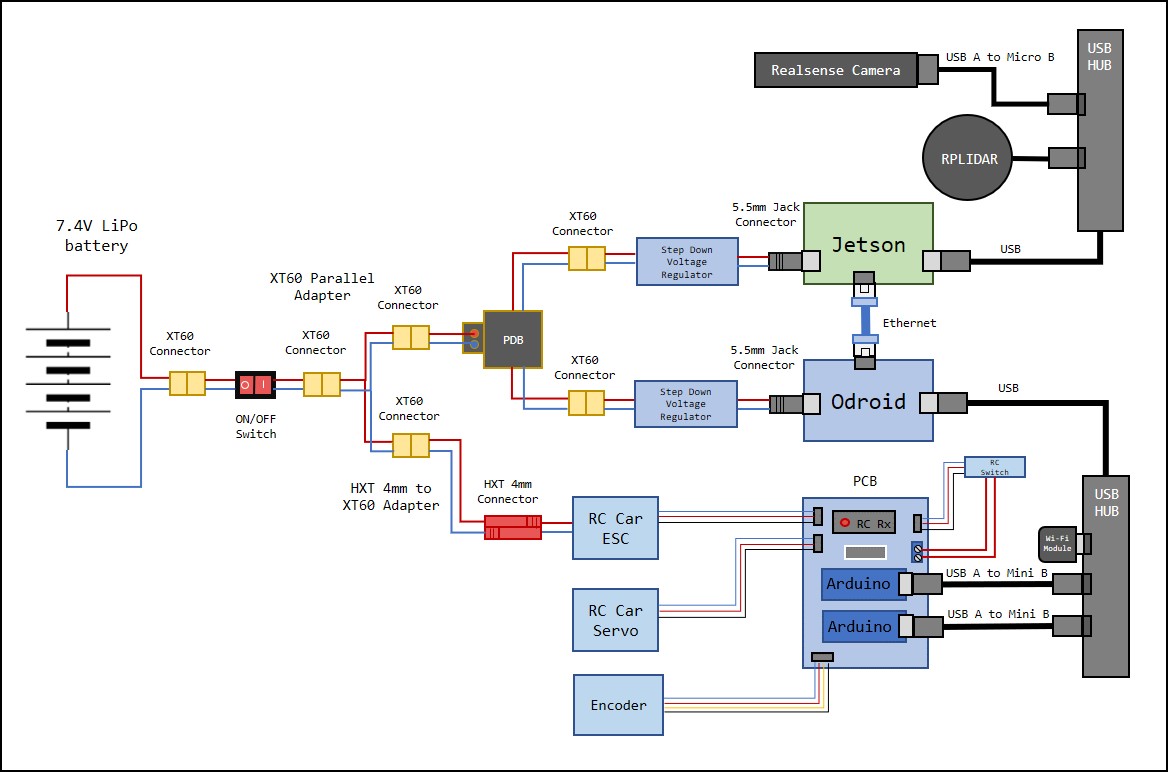 USB
HUB
USB A to Micro B
Realsense Camera
RPLIDAR
7.4V LiPo
battery
XT60
Connector
5.5mm Jack
Connector
Jetson
Step Down
Voltage
Regulator
USB
XT60 Parallel
Adapter
XT60
Connector
XT60
Connector
XT60
Connector
PDB
Ethernet
ON/OFF
Switch
XT60
Connector
XT60
Connector
5.5mm Jack
Connector
Step Down
Voltage
Regulator
Odroid
USB
HXT 4mm to
XT60 Adapter
HXT 4mm
Connector
RC Car
ESC
PCB
RC
Switch
RC Rx
USB
HUB
Wi-Fi
Module
Arduino
USB A to Mini B
RC Car
Servo
Arduino
USB A to Mini B
Encoder